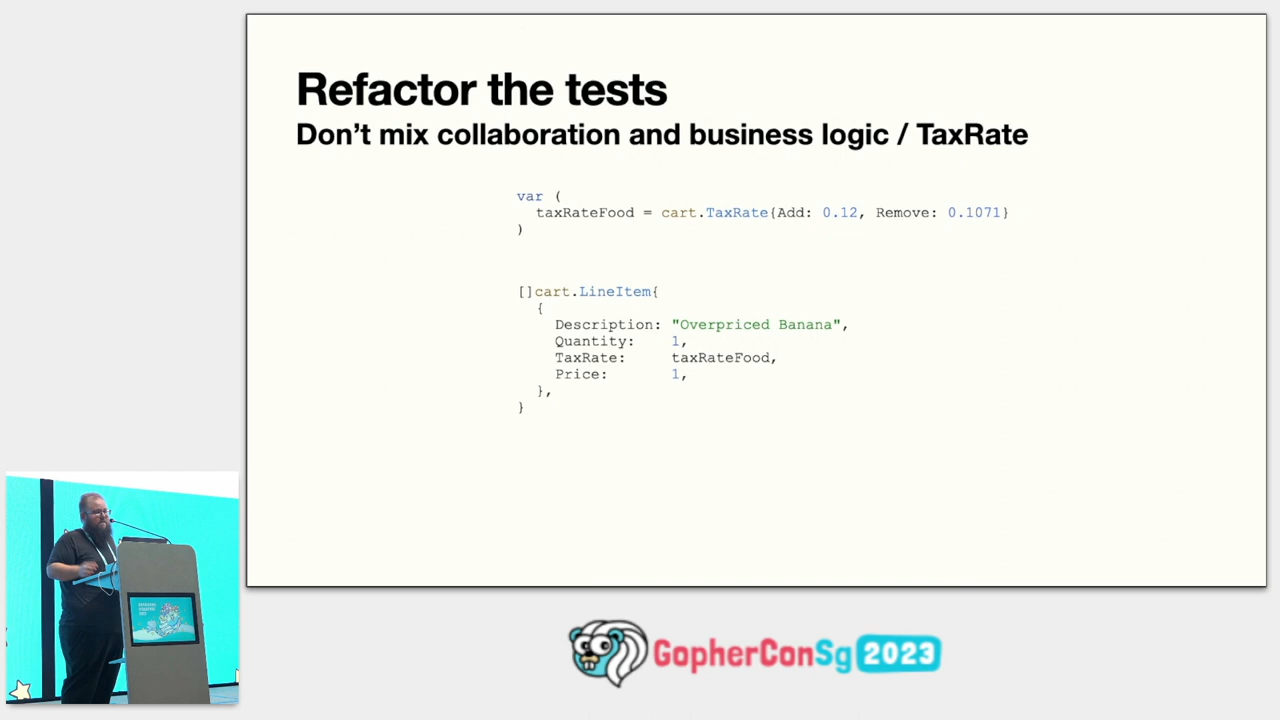 Refactor the tests
Don't mix collaboration and business logic / TaxRate
var (
  taxRateFood = cart.TaxRate{Add: 0.12, Remove: 0.1071}
)
[]cart.LineItem{
  {
    Description: "Overpriced Banana",
    Quantity:    1,
    TaxRate:     taxRateFood,
    Price:       1,
  },
}
GopherConSg 2023